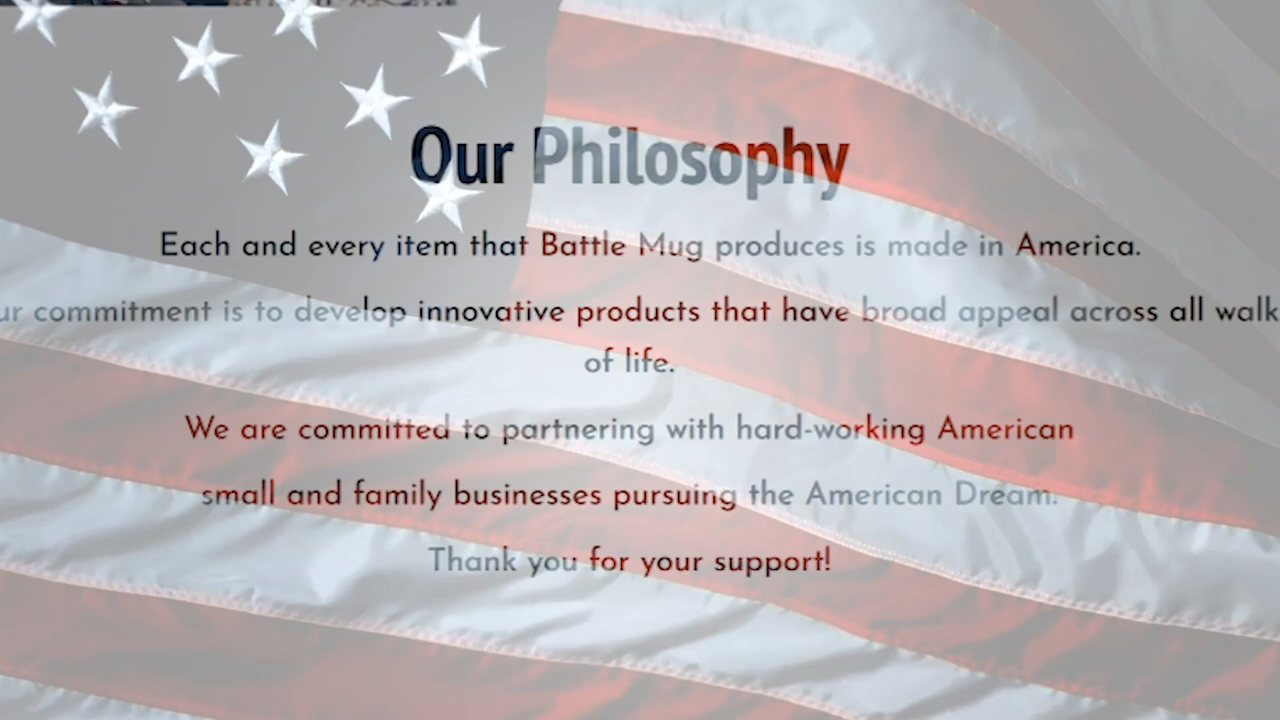 Our Philosophy
Each and every item that Battle Mug produces is made in America.
commitment is to develop innovative products that have broad appeal across all
of life.
We are committed to partnering with hard-working American
small and family businesses pursuing the American Dream.
Thank you for your support!